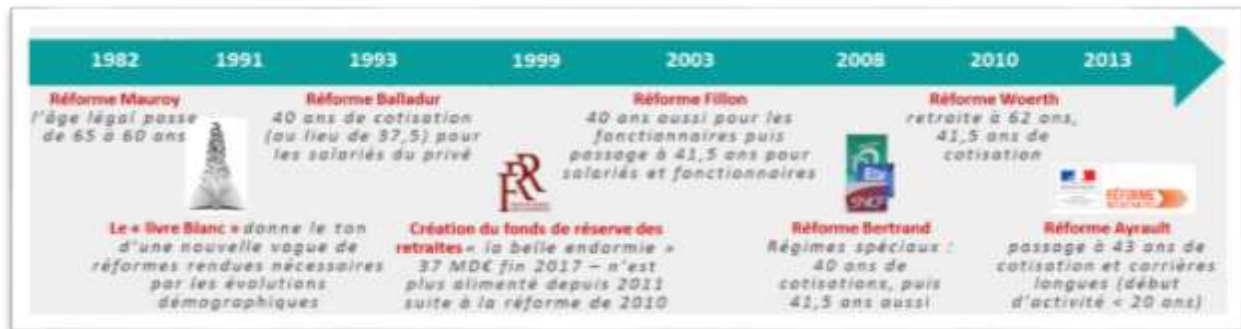 1982 1991 1993 1999 2003 2008 2010 2013
Réforme Mauroy
l'âge légal passe
de 65 à 60 ans
Réforme Balladur
40 ans de cotisation
(au lieu de 37,5) pour
les salariés du privé
Réforme Fillon
40 ans aussi pour les
fonctionnaires puis
passage à 41,5 ans pour
salariés et fonctionnaires
Réforme Woerth
retraite à 62 ans,
41,5 ans de
cotisation
FRR
SNCF
RÉFORME
Le « livre Blanc » donne le ton
d'une nouvelle vague de
réformes rendues nécessaires
par les évolutions
démographiques
Création du fonds de réserve des
retraites « la belle endormie »
37 MD€ fin 2017 – n'est
plus alimenté depuis 2011
suite à la réforme de 2010
Réforme Bertrand
Régimes spéciaux :
40 ans de
cotisations, puis
41,5 ans aussi
Réforme Ayrault
passage à 43 ans de
cotisation et carrières
longues (début
d'activité < 20 ans)